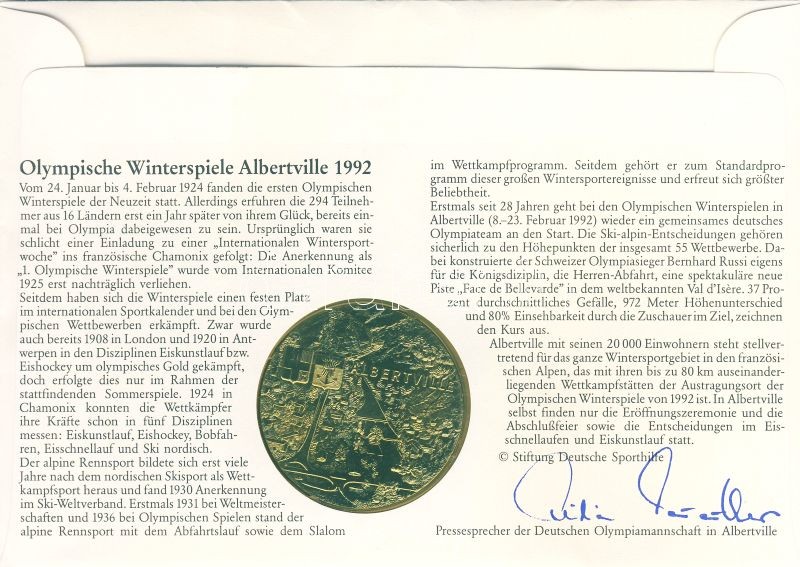 Olympische Winterspiele Albertville 1992
Vom 24. Januar bis 4. Februar 1924 fanden die ersten Olympischen
Winterspiele der Neuzeit statt. Allerdings erfuhren die 294 Teilneh-
mer aus 16 Ländern erst ein Jahr später von ihrem Glück, bereits ein-
mal bei Olympia dabeigewesen zu sein. Ursprünglich waren sie
schlicht einer Einladung zu einer „Internationalen Wintersport-
woche" ins französische Chamonix gefolgt: Die Anerkennung als
„1. Olympische Winterspiele" wurde vom Internationalen Komitee
1925 erst nachträglich verliehen.
Seitdem haben sich die Winterspiele einen festen Platz
im internationalen Sportkalender und bei den Olym-
pischen Wettbewerben erkämpft. Zwar wurde
auch bereits 1908 in London und 1920 in Ant-
werpen in den Disziplinen Eiskunstlauf bzw.
Eishockey um olympisches Gold gekämpft,
doch erfolgte dies nur im Rahmen der
stattfindenden Sommerspiele. 1924 in
Chamonix konnten die Wettkämpfer
ihre Kräfte schon in fünf Disziplinen
messen: Eiskunstlauf, Eishockey, Bobfah-
ren, Eisschnellauf und Ski nordisch.
Der alpine Rennsport bildete sich erst viele
Jahre nach dem nordischen Skisport als Wett-
kampfsport heraus und fand 1930 Anerkennung
im Ski-Weltverband. Erstmals 1931 bei Weltmeister-
schaften und 1936 bei Olympischen Spielen stand der
alpine Rennsport mit dem Abfahrtslauf sowie dem Slalom
ALBERTVILLE
im Wettkampfprogramm. Seitdem gehört er zum Standardpro-
gramm dieser großen Wintersportereignisse und erfreut sich größter
Beliebtheit.
Erstmals seit 28 Jahren geht bei den Olympischen Winterspielen in
Albertville (8.–23. Februar 1992) wieder ein gemeinsames deutsches
Olympiateam an den Start. Die Ski-alpin-Entscheidungen gehören
sicherlich zu den Höhepunkten der insgesamt 55 Wettbewerbe. Da-
bei konstruierte der Schweizer Olympiasieger Bernhard Russi eigens
für die Königsdiziplin, die Herren-Abfahrt, eine spektakuläre neue
Piste „Face de Bellevarde" in dem weltbekannten Val d'Isère. 37 Pro-
zent durchschnittliches Gefälle, 972 Meter Höhenunterschied
und 80% Einsehbarkeit durch die Zuschauer im Ziel, zeichnen
den Kurs aus.
Albertville mit seinen 20 000 Einwohnern steht stellver-
tretend für das ganze Wintersportgebiet in den französi-
schen Alpen, das mit ihren bis zu 80 km auseinander-
liegenden Wettkampfstätten der Austragungsort der
Olympischen Winterspiele von 1992 ist. In Albertville
selbst finden nur die Eröffnungszeremonie und die
Abschlußfeier sowie die Entscheidungen im Eis-
schnellaufen und Eiskunstlauf statt.
© Stiftung Deutsche Sporthilfe
Pressesprecher der Deutschen Olympiamannschaft in Albertville